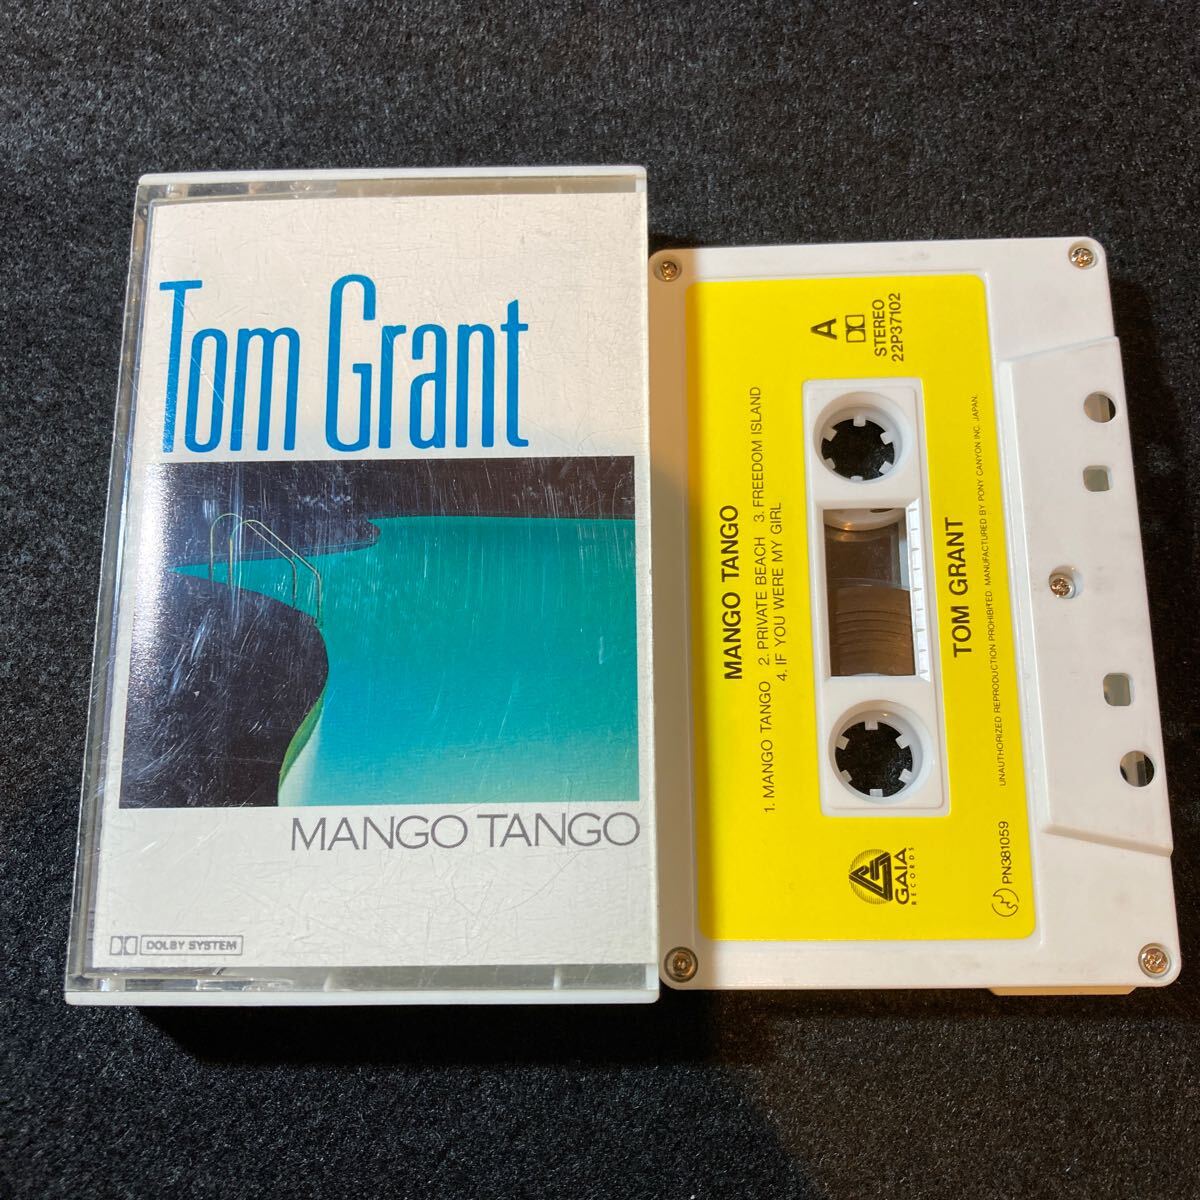 Tom Grant
MANGO TANGO
DOLBY SYSTEM
A
STEREO
22P37102
MANGO TANGO
1. MANGO TANGO 2. PRIVATE BEACH 3. FREEDOM ISLAND
4. IF YOU WERE MY GIRL
TOM GRANT
UNAUTHORIZED REPRODUCTION PROHIBITED. MANUFACTURED BY PONY CANYON INC. JAPAN.
GAIA
RECORDS
PN381059